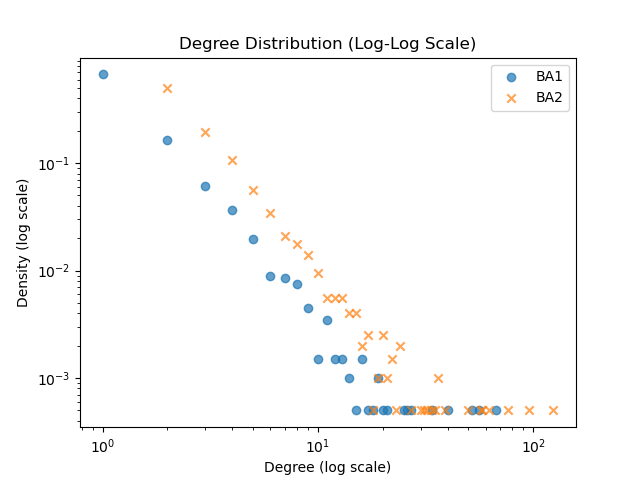 Degree Distribution (Log-Log Scale)
BA1
BA2
Density (log scale)
10⁻¹
10⁻²
10⁻³
10⁰
10¹
10²
Degree (log scale)